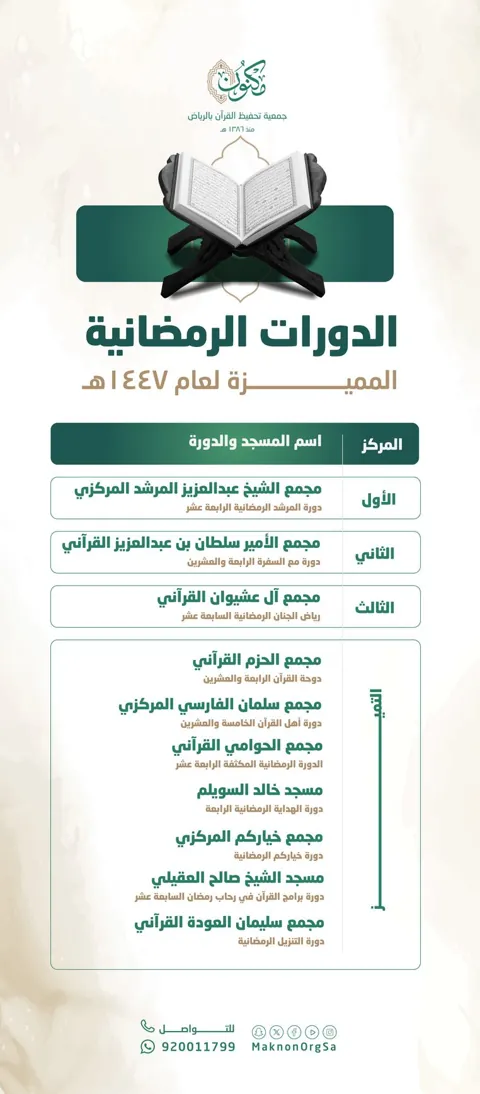 مكنون
جمعية تحفيظ القرآن بالرياض
منذ ١٣٨٦ هـ
الدورات الرمضانية
المميـــــــزة لعام ١٤٤٧هـ
المركز
اسم المسجد والدورة
الأول
مجمع الشيخ عبدالعزيز المرشد المركزي
دورة المرشد الرمضانية الرابعة عشر
الثاني
مجمع الأمير سلطان بن عبدالعزيز القرآني
دورة مع السفرة الرابعة والعشرين
الثالث
مجمع آل عشيوان القرآني
رياض الجنان الرمضانية السابعة عشر
التميـــــــز
مجمع الحزم القرآني
دوحة القرآن الرابعة والعشرين
مجمع سلمان الفارسي المركزي
دورة أهل القرآن الخامسة والعشرين
مجمع الحوامي القرآني
الدورة الرمضانية المكثفة الرابعة عشر
مسجد خالد السويلم
دورة الهداية الرمضانية الرابعة
مجمع خياركم المركزي
دورة خياركم الرمضانية
مسجد الشيخ صالح العقيلي
دورة برامج القرآن في رحاب رمضان السابعة عشر
مجمع سليمان العودة القرآني
دورة التنزيل الرمضانية
للتـــــواصل
920011799
MaknonOrgSa